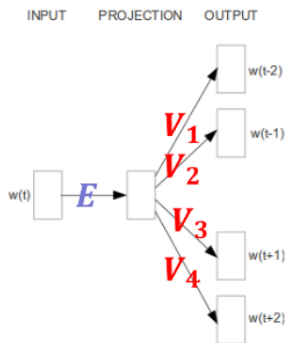 INPUT PROJECTION OUTPUT
w(t-2)
V₁
w(t-1)
V₂
w(t) E
V₃
w(t+1)
V₄
w(t+2)